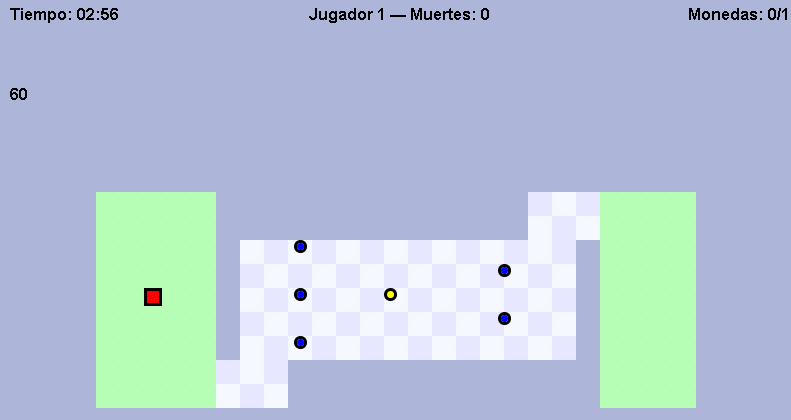 Tiempo: 02:56
Jugador 1 — Muertes: 0
Monedas: 0/1
60